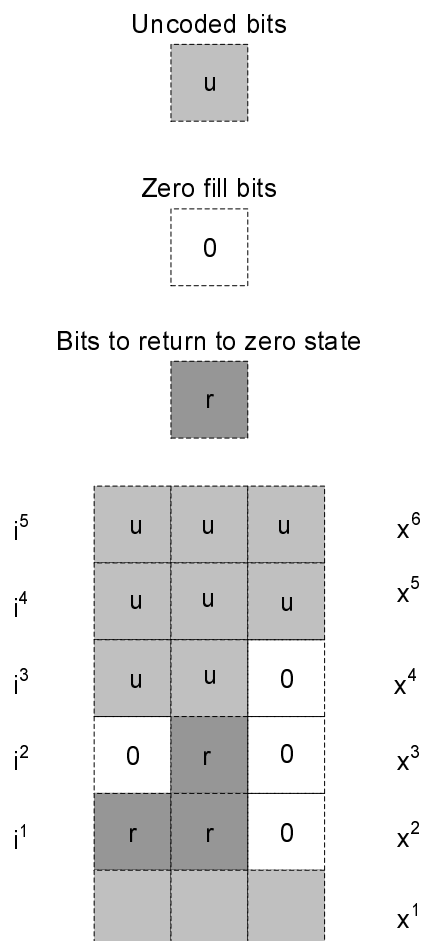 Uncoded bits
u
Zero fill bits
0
Bits to return to zero state
r
i⁵ u u u x⁶
i⁴ u u u x⁵
i³ u u 0 x⁴
i² 0 r 0 x³
i¹ r r 0 x²
x¹